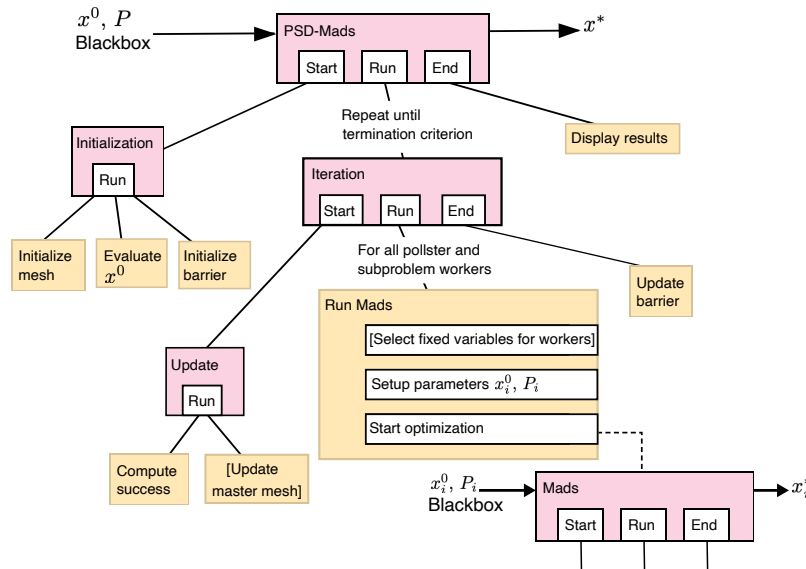 x⁰, P
Blackbox
PSD-Mads
Start
Run
End
x*
Repeat until
termination criterion
Display results
Initialization
Run
Initialize
mesh
Evaluate
x⁰
Initialize
barrier
Iteration
Start
Run
End
For all pollster and
subproblem workers
Update
barrier
Run Mads
[Select fixed variables for workers]
Setup parameters x_i^0, P_i
Start optimization
Update
Run
Compute
success
[Update
master mesh]
x_i^0, P_i
Blackbox
Mads
Start
Run
End
x_i^*